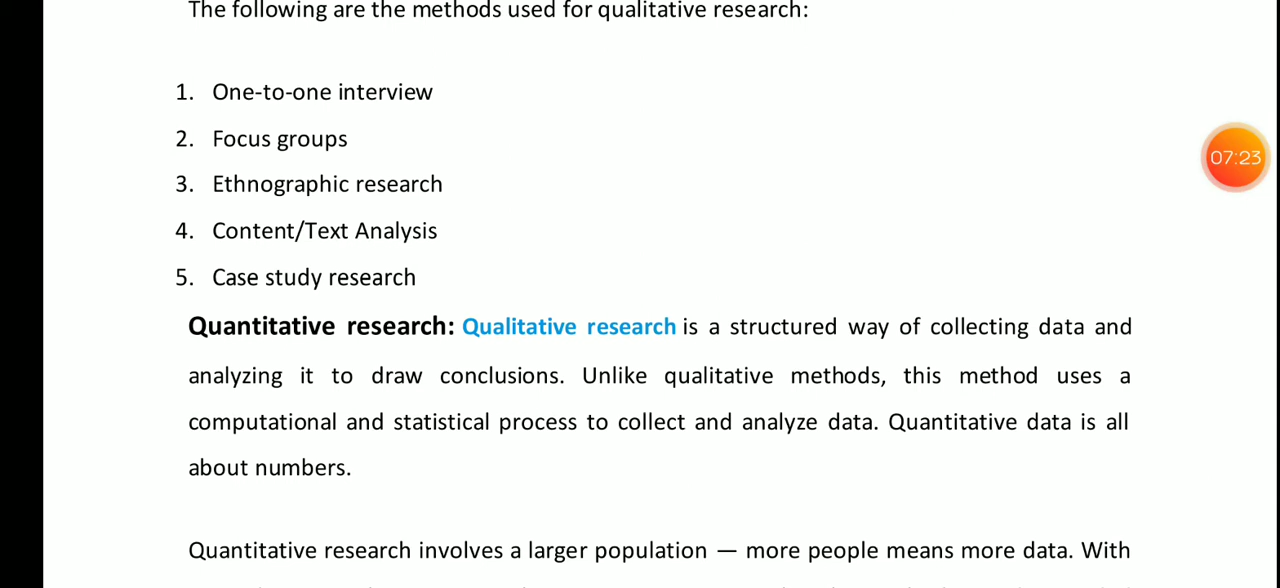 The following are the methods used for qualitative research:
1. One-to-one interview
2. Focus groups
3. Ethnographic research
4. Content/Text Analysis
5. Case study research
Quantitative research: Qualitative research is a structured way of collecting data and
analyzing it to draw conclusions. Unlike qualitative methods, this method uses a
computational and statistical process to collect and analyze data. Quantitative data is all
about numbers.
Quantitative research involves a larger population — more people means more data. With
07:23